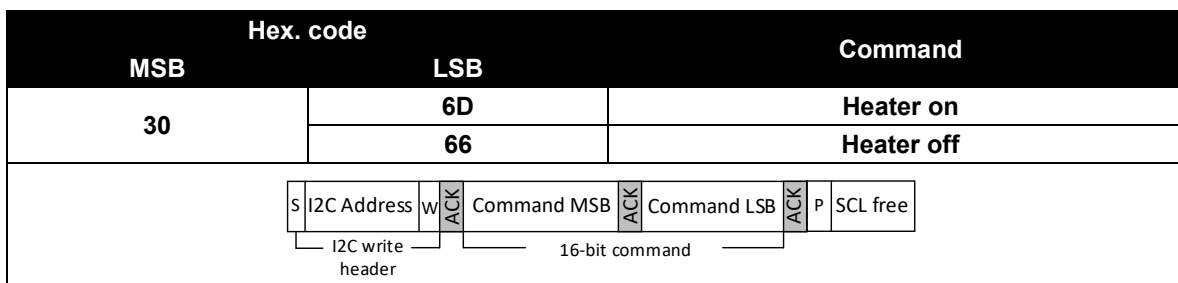 Hex. code
Command
MSB LSB
30
6D Heater on
66 Heater off
S I2C Address W ACK Command MSB ACK Command LSB ACK P SCL free
I2C write header
16-bit command